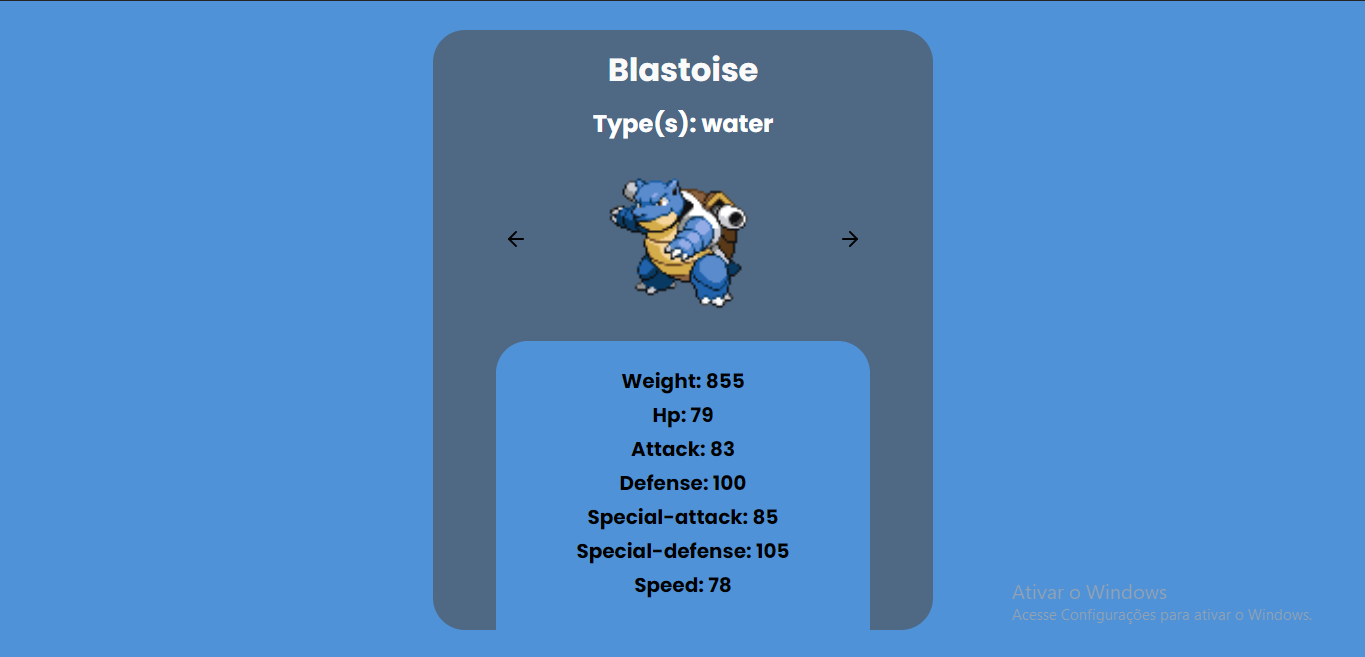 Blastoise
Type(s): water
Weight: 855
Hp: 79
Attack: 83
Defense: 100
Special-attack: 85
Special-defense: 105
Speed: 78
Ativar o Windows
Acesse Configurações para ativar o Windows.